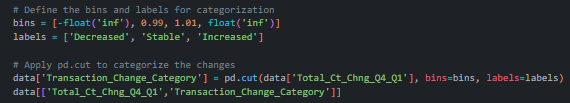 # Define the bins and labels for categorization
bins = [-float('inf'), 0.99, 1.01, float('inf')]
labels = ['Decreased', 'Stable', 'Increased']
# Apply pd.cut to categorize the changes
data['Transaction_Change_Category'] = pd.cut(data['Total_Ct_Chng_Q4_Q1'], bins=bins, labels=labels)
data[['Total_Ct_Chng_Q4_Q1','Transaction_Change_Category']]